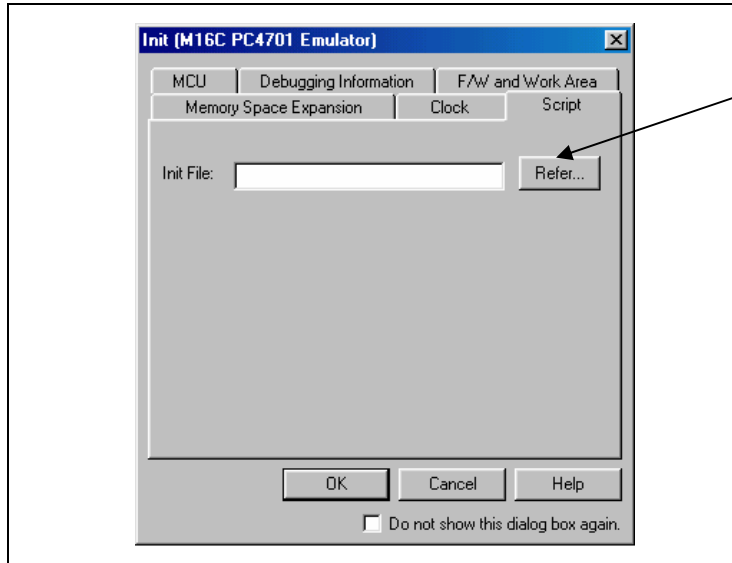 Init (M16C PC4701 Emulator)
MCU Debugging Information F/W and Work Area
Memory Space Expansion Clock Script
Init File: Refer...
OK Cancel Help
Do not show this dialog box again.